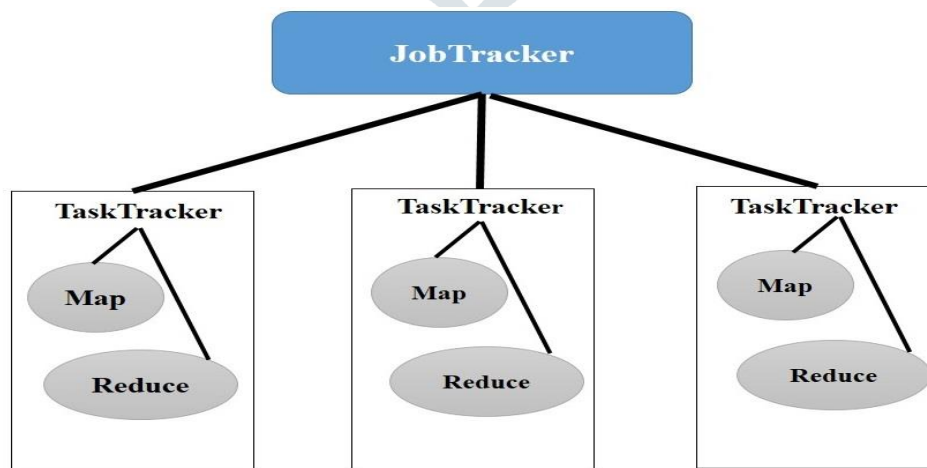 JobTracker
TaskTracker
Map
Reduce
TaskTracker
Map
Reduce
TaskTracker
Map
Reduce